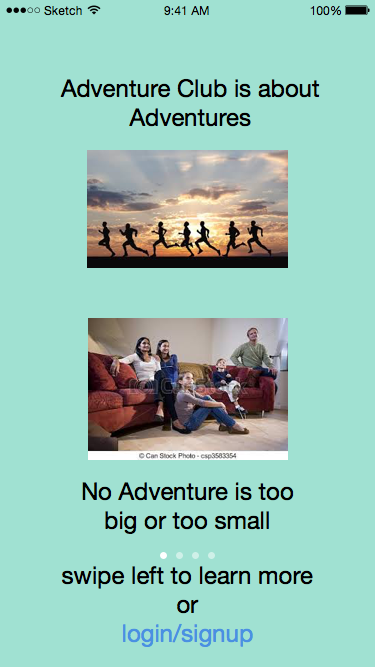 Sketch 9:41 AM 100%
Adventure Club is about
Adventures
© Can Stock Photo - csp3583354
No Adventure is too
big or too small
swipe left to learn more
or
login/signup